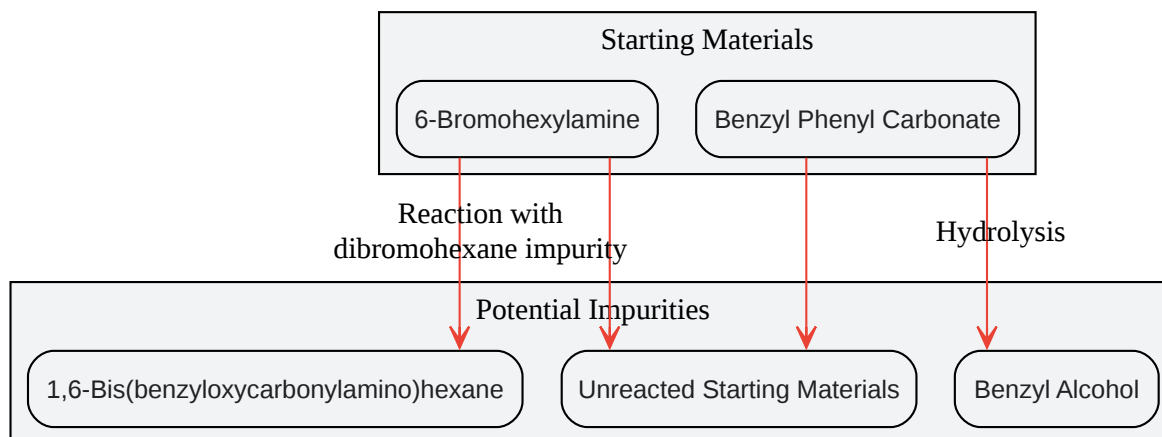 Starting Materials
6-Bromohexylamine
Benzyl Phenyl Carbonate
Reaction with
dibromohexane impurity
Hydrolysis
Potential Impurities
1,6-Bis(benzyloxycarbonylamino)hexane
Unreacted Starting Materials
Benzyl Alcohol